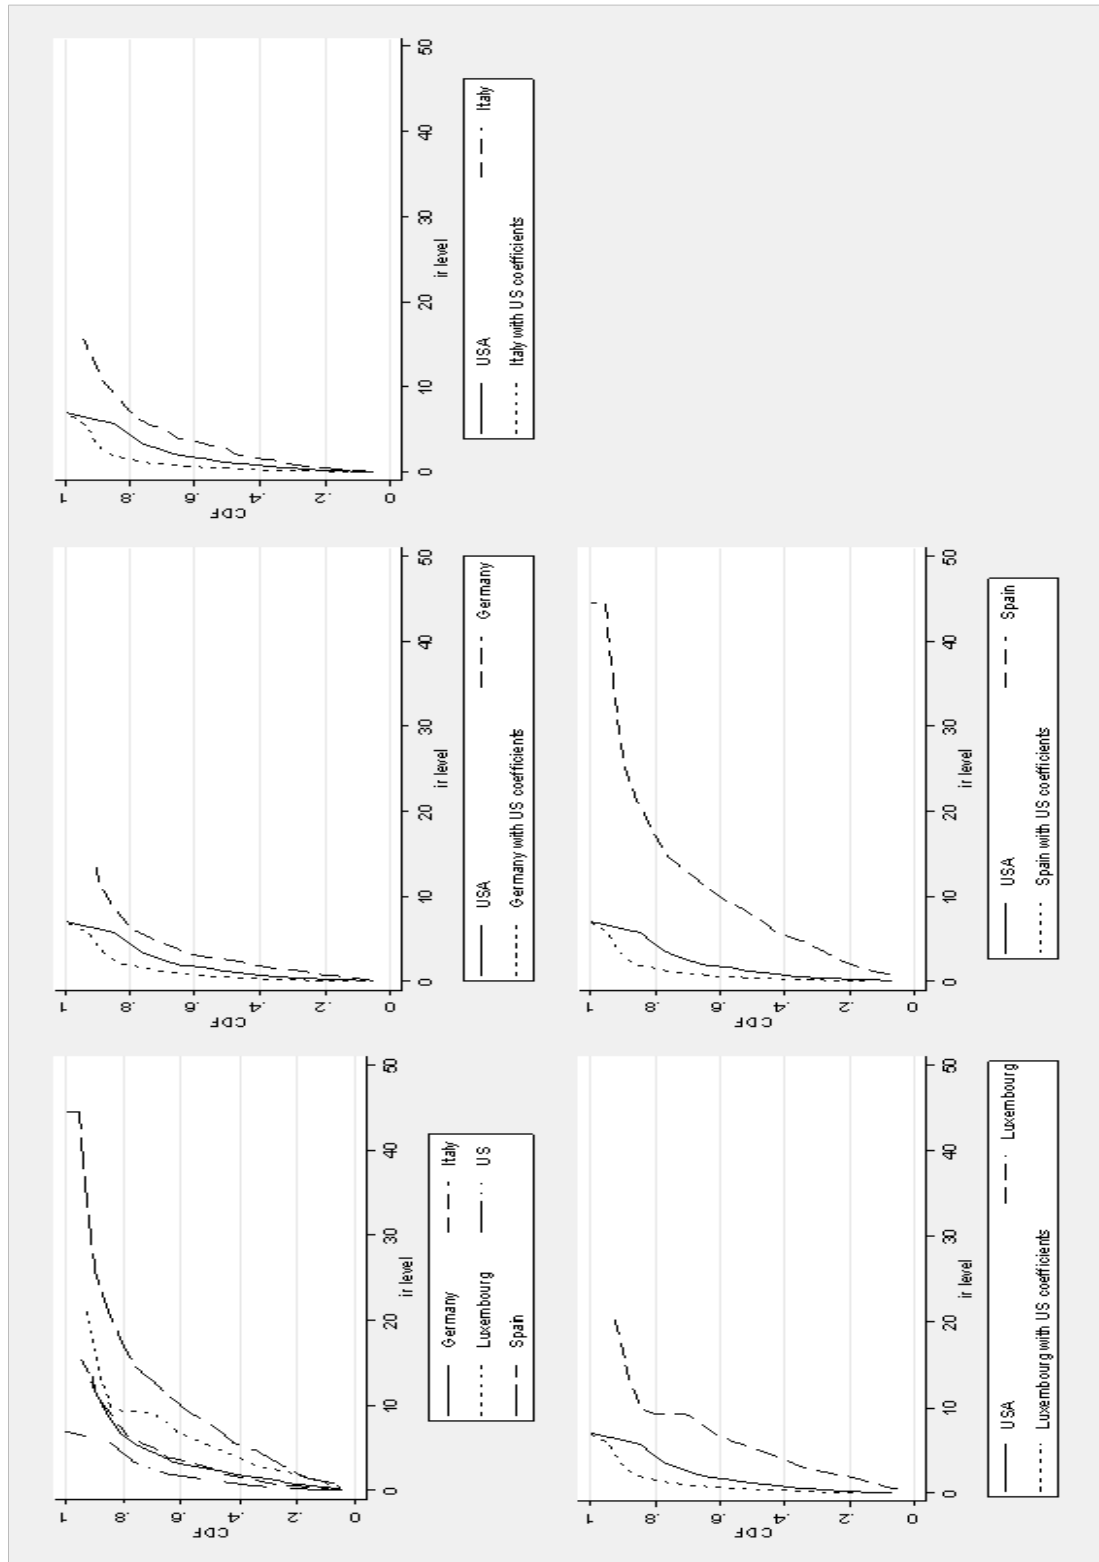 CDF
1
.8
.6
.4
.2
0
0 10 20 30 40 50
ir level
Germany Italy
Luxembourg US
Spain
CDF
1
.8
.6
.4
.2
0
0 10 20 30 40 50
ir level
USA Germany
Germany with US coefficients
CDF
1
.8
.6
.4
.2
0
0 10 20 30 40 50
ir level
USA Italy
Italy with US coefficients
CDF
1
.8
.6
.4
.2
0
0 10 20 30 40 50
ir level
USA Luxembourg
Luxembourg with US coefficients
CDF
1
.8
.6
.4
.2
0
0 10 20 30 40 50
ir level
USA Spain
Spain with US coefficients